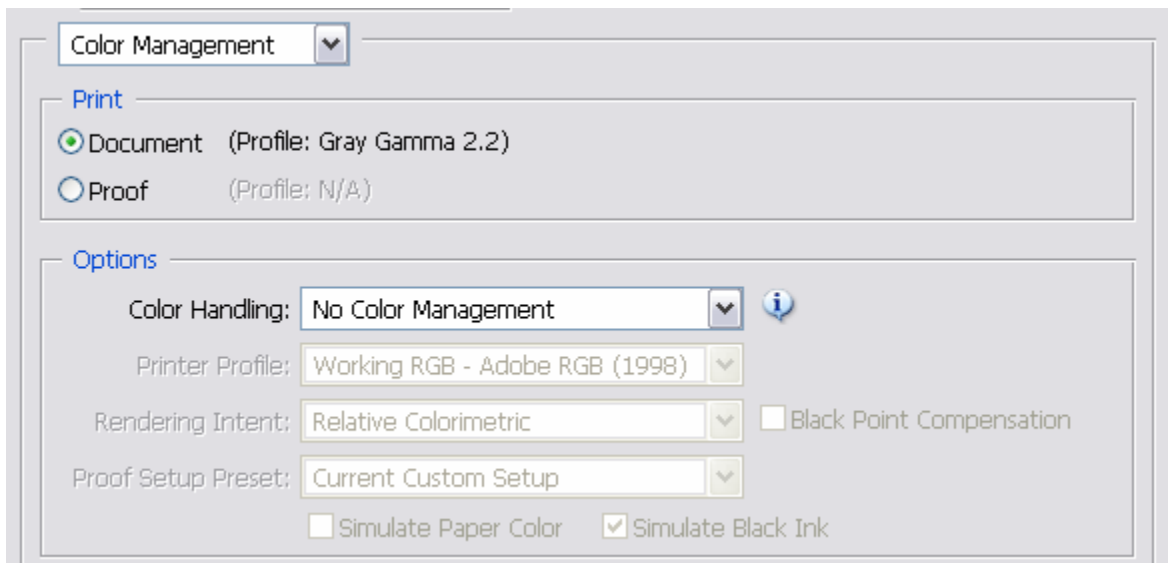 Color Management
Print
Document (Profile: Gray Gamma 2.2)
Proof (Profile: N/A)
Options
Color Handling: No Color Management
Printer Profile: Working RGB - Adobe RGB (1998)
Rendering Intent: Relative Colorimetric Black Point Compensation
Proof Setup Preset: Current Custom Setup
Simulate Paper Color Simulate Black Ink